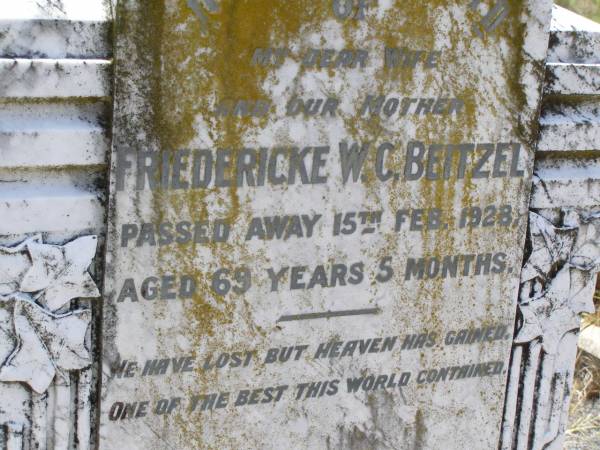 OF
MY DEAR WIFE
AND OUR MOTHER
FRIEDERICKE W. C. BEITZEL
PASSED AWAY 15TH FEB. 1928,
AGED 69 YEARS 5 MONTHS.
WE HAVE LOST BUT HEAVEN HAS GAINED,
ONE OF THE BEST THIS WORLD CONTAINED.